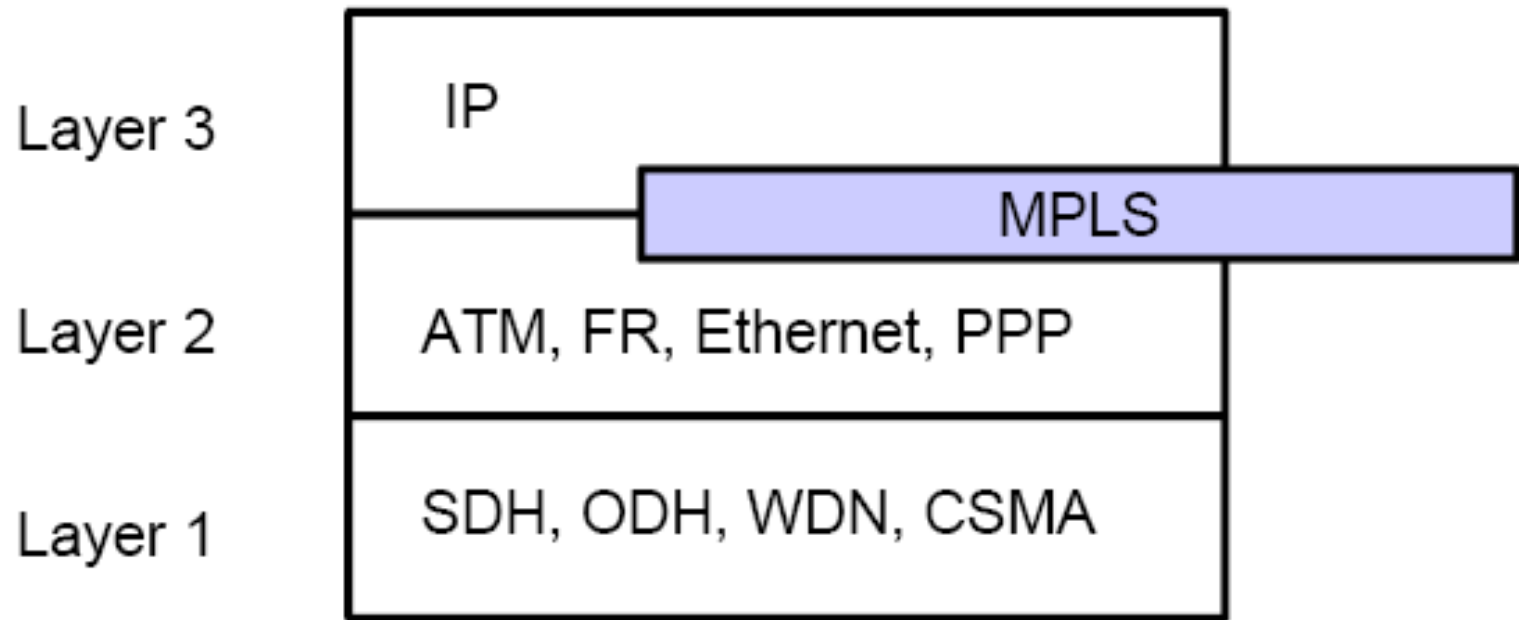 Layer 3
IP
MPLS
Layer 2
ATM, FR, Ethernet, PPP
Layer 1
SDH, ODH, WDN, CSMA